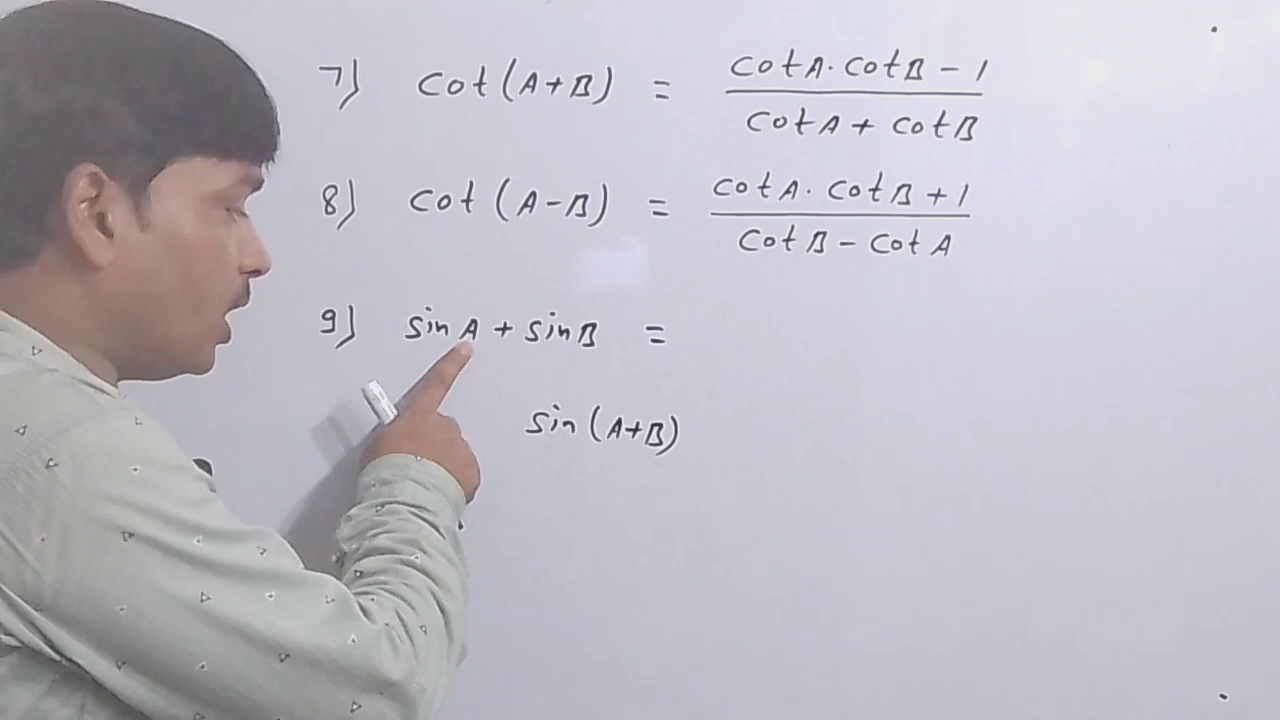 7) cot(A+B) = cotA·cotB-1 / cotA + cotB
8) cot(A-B) = cotA·cotB+1 / cotB - cotA
9) sinA + sinB =
sin(A+B)